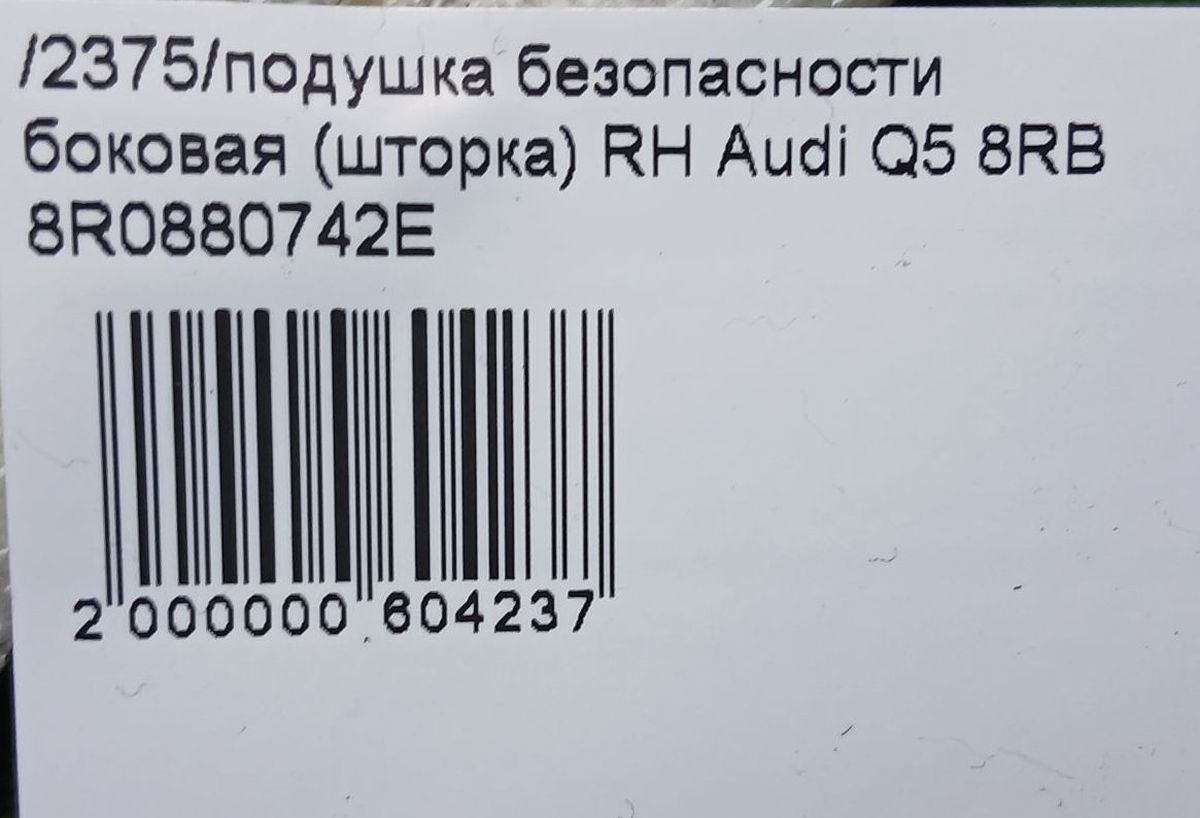 /2375/подушка безопасности
боковая (шторка) RH Audi Q5 8RB
8R0880742E
2 000000 604237